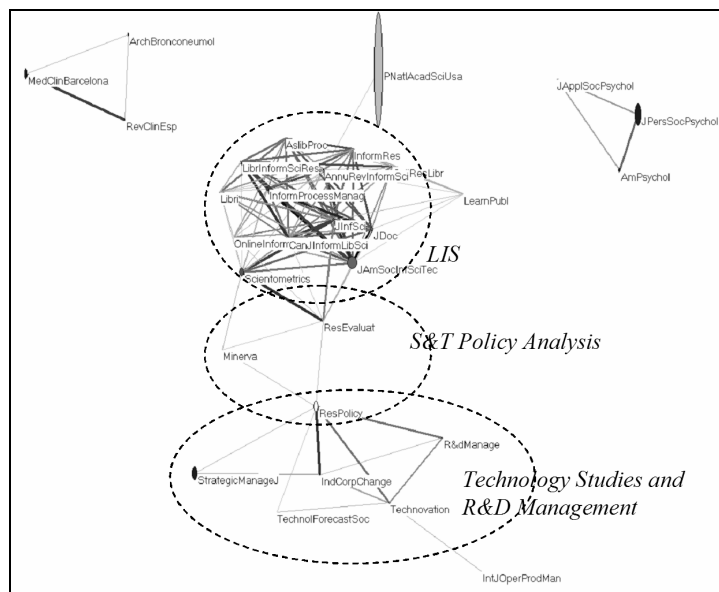 ArchBronconeumol
MedClinBarcelona
RevClinEsp
PNatlAcadSciUsa
JApplSocPsychol
JPersSocPsychol
AmPsychol
AslibProc
InformRes
LibrInformSciRes
AnnuRevInformSci
ResLibr
Libri
InformProcessManag
LearnPubl
JInfSci
JDoc
OnlineInform
CanJInformLibSci
LIS
JAmSocInfSciTec
Scientometrics
ResEvaluat
S&T Policy Analysis
Minerva
ResPolicy
R&dManage
StrategicManageJ
IndCorpChange
Technology Studies and
R&D Management
TechnolForecastSoc
Technovation
IntJOperProdMan